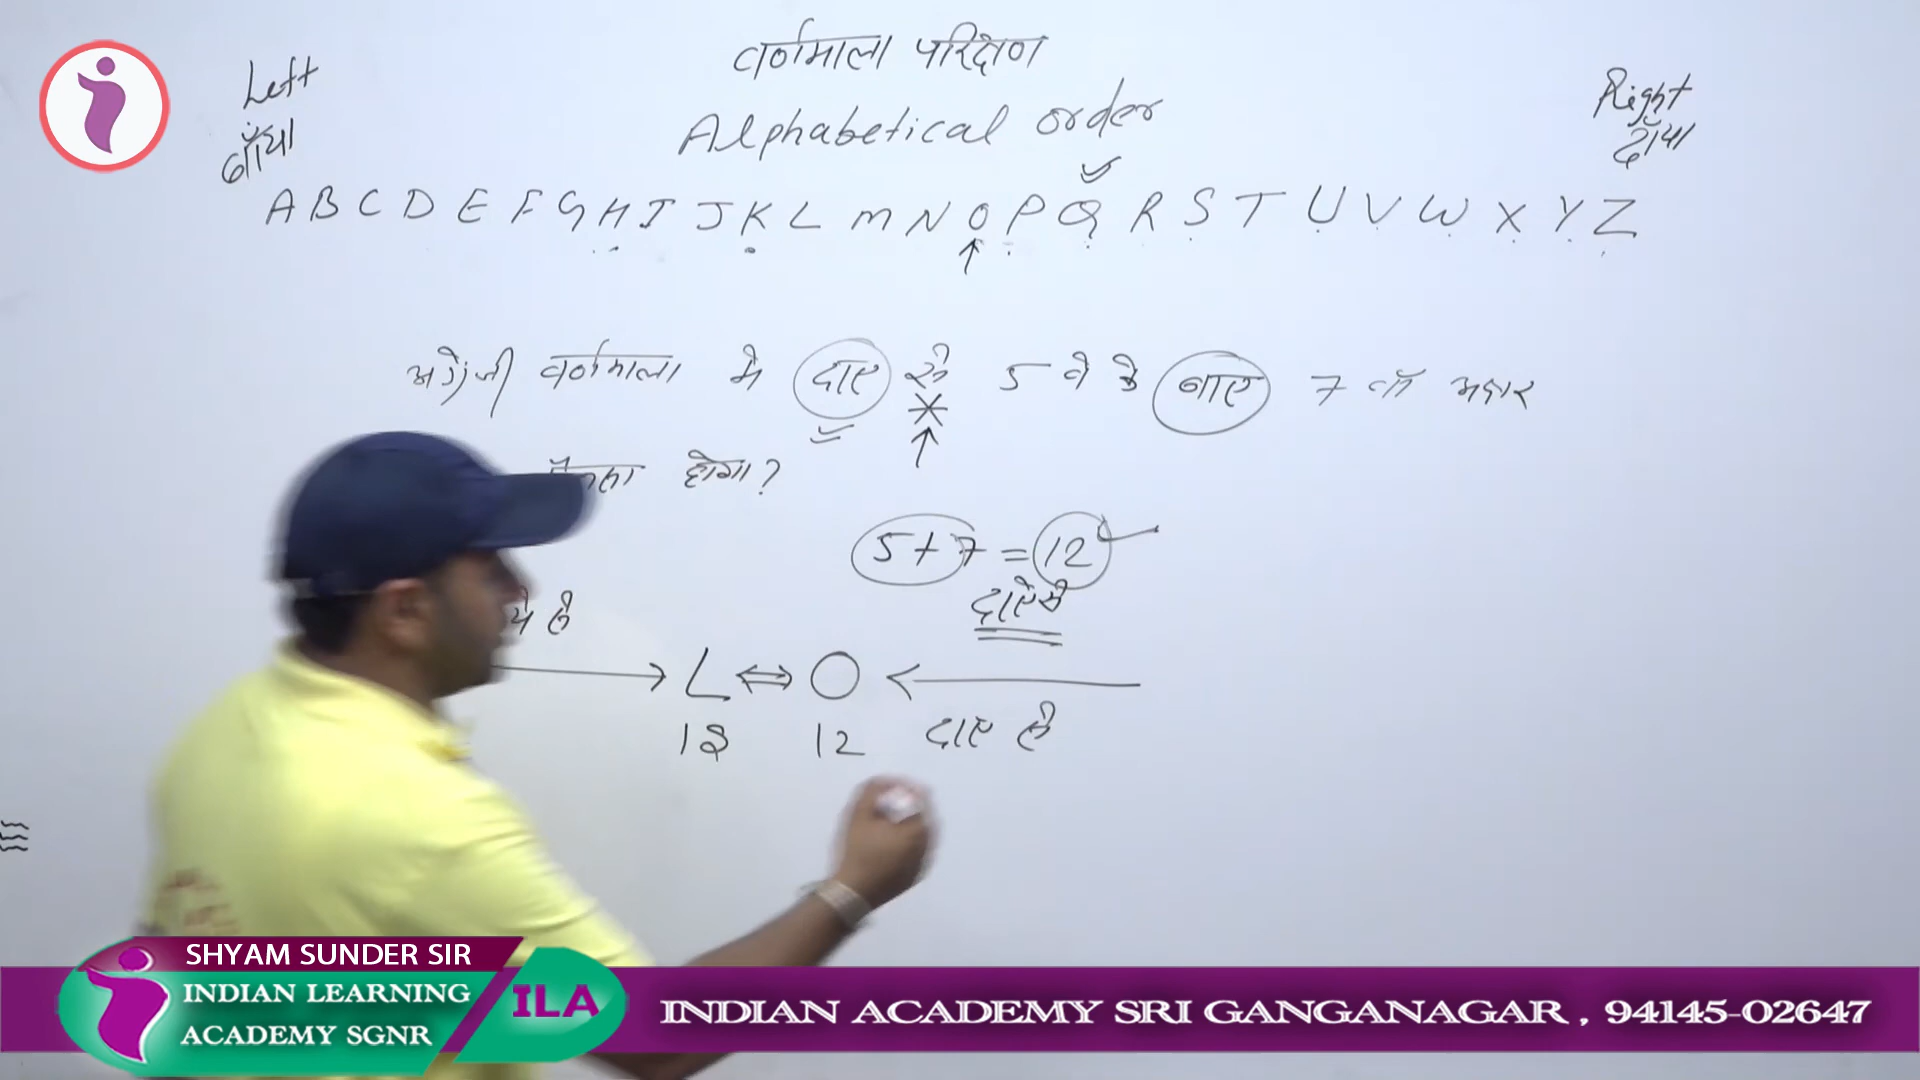 वर्णमाला परिक्षण
Left
बाँया
Alphabetical order
Right
दाँया
A B C D E F G H I J K L M N O P Q R S T U V W X Y Z
अंग्रेजी वर्णमाला मे दाए से 5 वे के बाए 7 वाँ अक्षर
होगा?
5+7=12
दाऐ से
L ⇔ O
12
दाए से
SHYAM SUNDER SIR
INDIAN LEARNING
ACADEMY SGNR
ILA
INDIAN ACADEMY SRI GANGANAGAR , 94145-02647